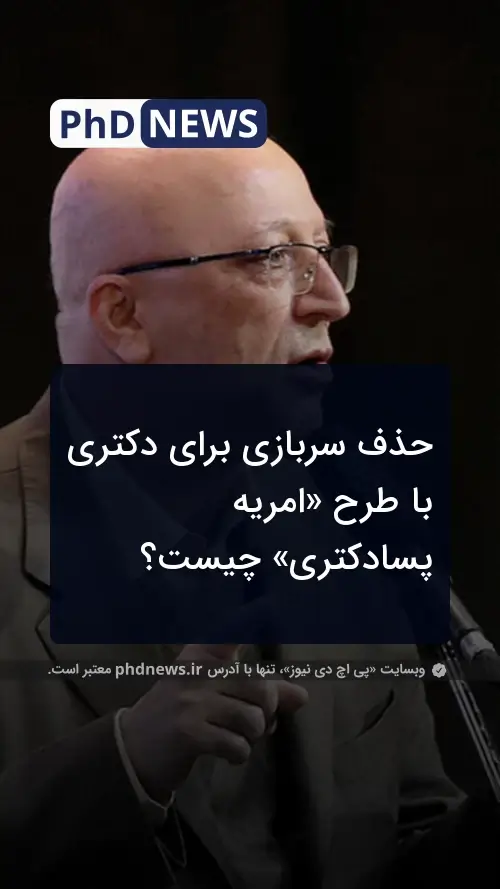 PhD NEWS
حذف سربازی برای دکتری
با طرح «امریه
پسادکتری» چیست؟
وبسایت «پی اچ دی نیوز»، تنها با آدرس phdnews.ir معتبر است.